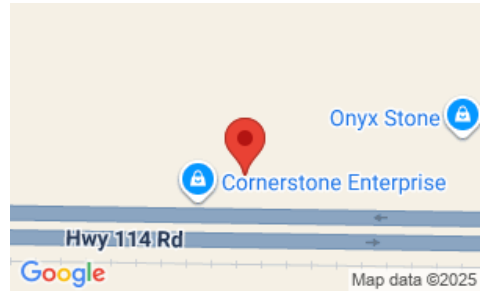 Onyx Stone
Cornerstone Enterprise
Hwy 114 Rd
Google
Map data ©2025